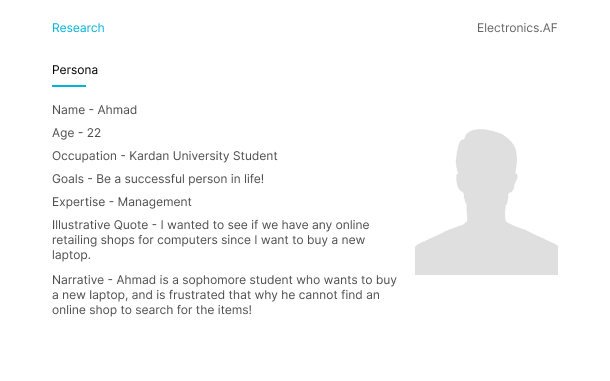 Research
Electronics.AF
Persona
Name - Ahmad
Age - 22
Occupation - Kardan University Student
Goals - Be a successful person in life!
Expertise - Management
Illustrative Quote - I wanted to see if we have any online
retailing shops for computers since I want to buy a new
laptop.
Narrative - Ahmad is a sophomore student who wants to buy
a new laptop, and is frustrated that why he cannot find an
online shop to search for the items!